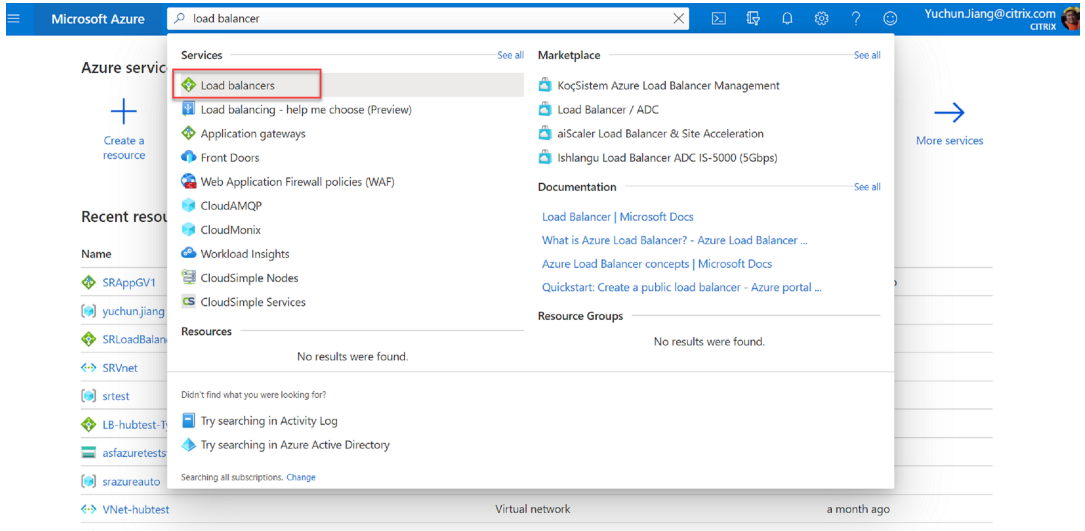 Microsoft Azure
load balancer
Yuchun.Jiang@citrix.com
CITRIX
Azure servic
Create a
resource
More services
Recent resou
Name
SRAppGV1
yuchun.jiang
SRLoadBalan
SRVnet
srtest
LB-hubtest-T
asfazuretests
srazureauto
VNet-hubtest
Virtual network
a month ago
Services
See all
Load balancers
Load balancing - help me choose (Preview)
Application gateways
Front Doors
Web Application Firewall policies (WAF)
CloudAMQP
CloudMonix
Workload Insights
CloudSimple Nodes
CS CloudSimple Services
Resources
No results were found.
Marketplace
See all
KoçSistem Azure Load Balancer Management
Load Balancer / ADC
aiScaler Load Balancer & Site Acceleration
Ishlangu Load Balancer ADC IS-5000 (5Gbps)
Documentation
See all
Load Balancer | Microsoft Docs
What is Azure Load Balancer? - Azure Load Balancer ...
Azure Load Balancer concepts | Microsoft Docs
Quickstart: Create a public load balancer - Azure portal ...
Resource Groups
No results were found.
Didn't find what you were looking for?
Try searching in Activity Log
Try searching in Azure Active Directory
Searching all subscriptions. Change